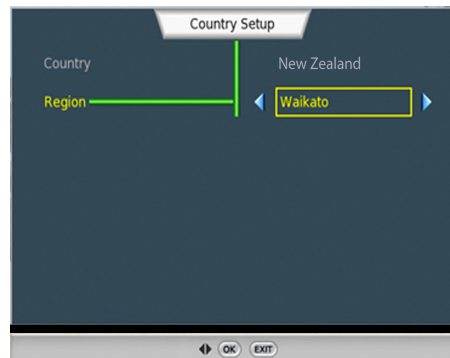 Country Setup
Country New Zealand
Region Waikato
OK EXIT